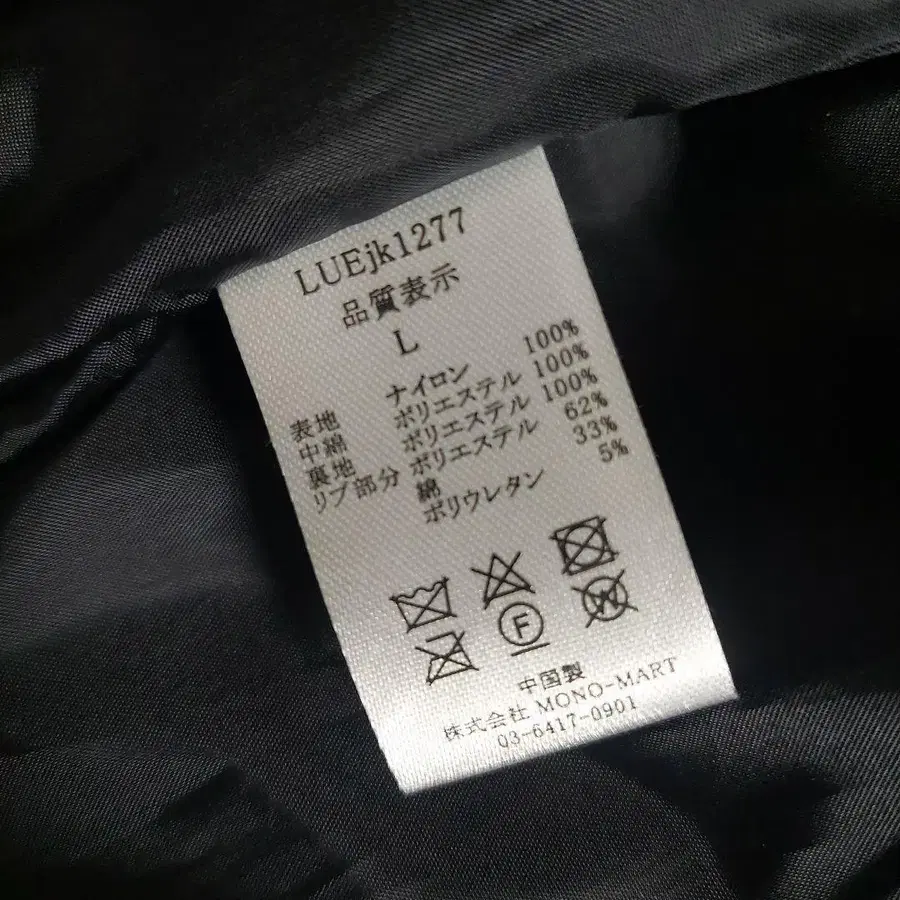 LUEjk1277
品質表示
L
表地 ナイロン 100%
中綿 ポリエステル 100%
裏地 ポリエステル 100%
リブ部分 ポリエステル 62%
綿 33%
ポリウレタン 5%
F
W
中国製
株式会社 MONO-MART
03-6417-0901